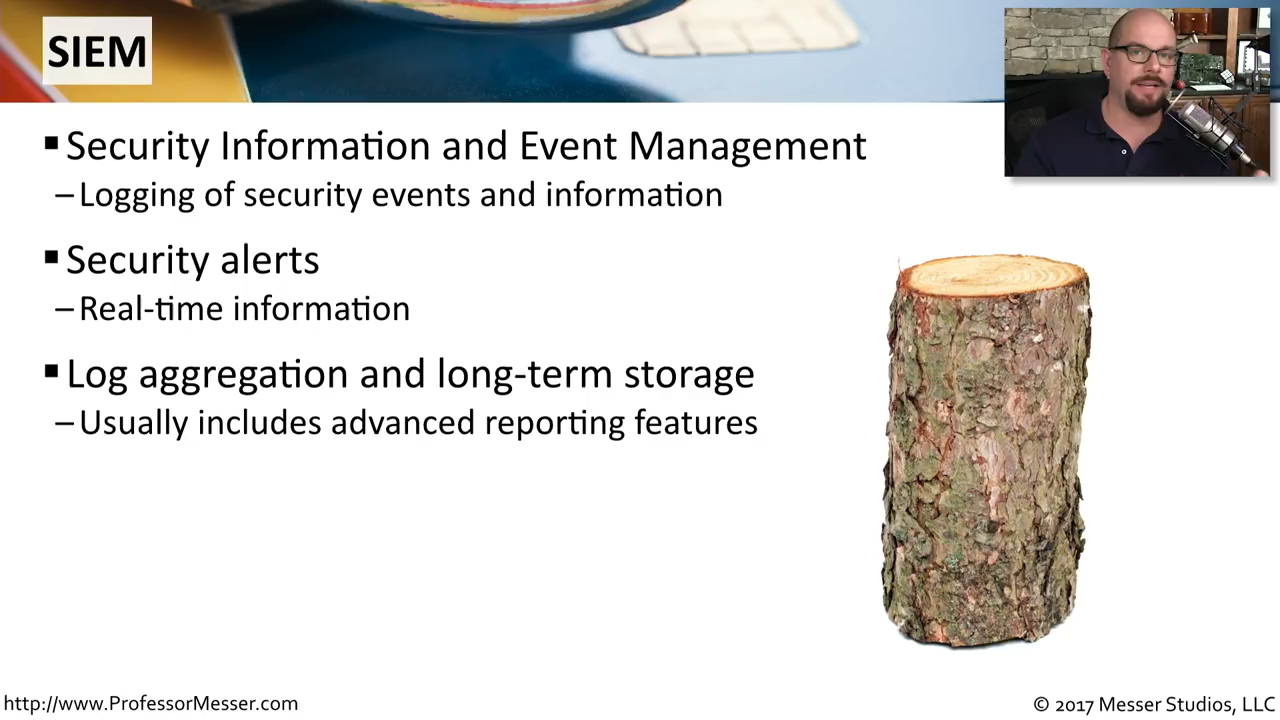 SIEM
▪ Security Information and Event Management
– Logging of security events and information
▪ Security alerts
– Real-time information
▪ Log aggregation and long-term storage
– Usually includes advanced reporting features
http://www.ProfessorMesser.com
© 2017 Messer Studios, LLC